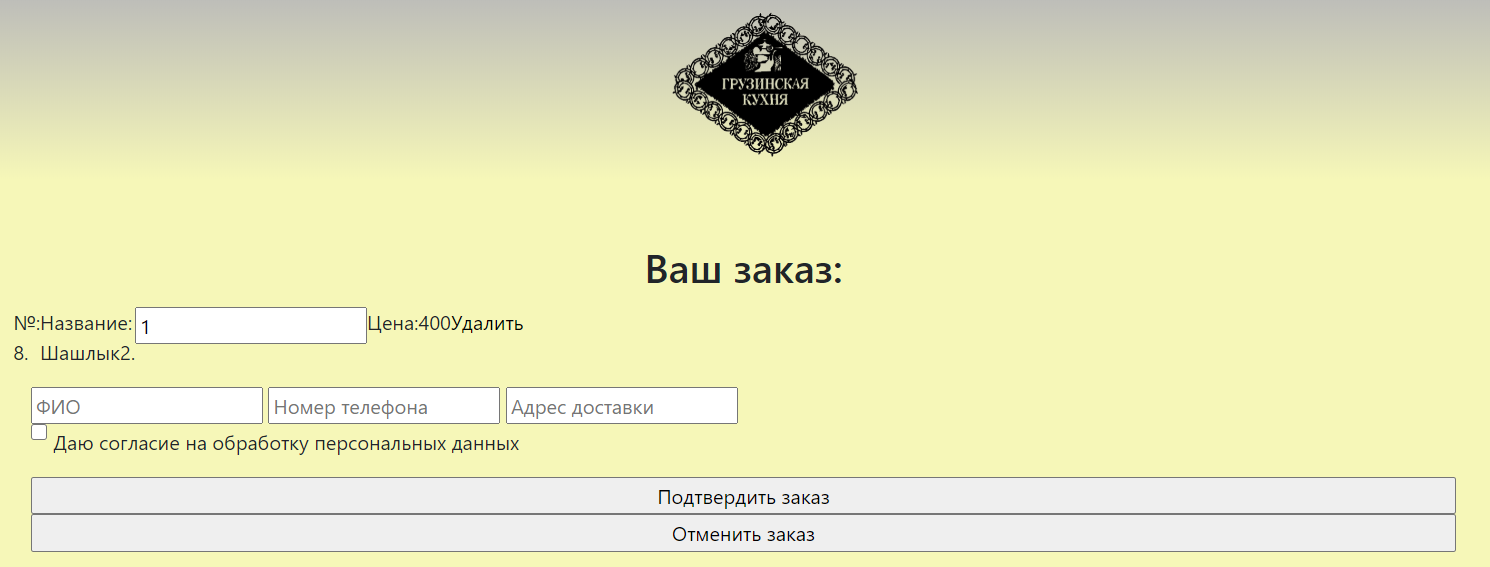 ГРУЗИНСКАЯ
КУХНЯ
Ваш заказ:
№:Название: 1 Цена:400Удалить
8. Шашлык2.
ФИО Номер телефона Адрес доставки
Даю согласие на обработку персональных данных
Подтвердить заказ
Отменить заказ